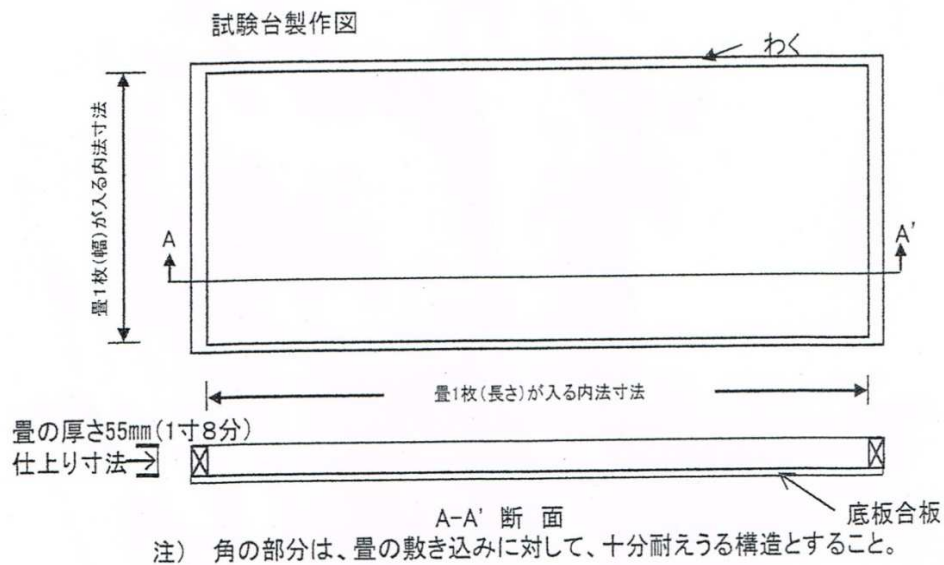 試験台製作図
わく
畳1枚(幅)が入る内法寸法
A
A'
畳1枚(長さ)が入る内法寸法
畳の厚さ55mm(1寸8分)
仕上り寸法
A-A' 断 面
底板合板
注) 角の部分は、畳の敷き込みに対して、十分耐えうる構造とすること。